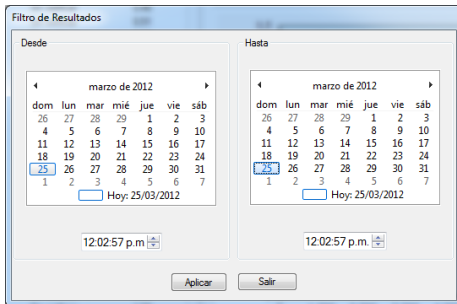 Filtro de Resultados
Desde
marzo de 2012
dom lun mar mié jue vie sáb
26 27 28 29 1 2 3
4 5 6 7 8 9 10
11 12 13 14 15 16 17
18 19 20 21 22 23 24
25 26 27 28 29 30 31
1 2 3 4 5 6 7
Hoy: 25/03/2012
12:02:57 p.m
Hasta
marzo de 2012
dom lun mar mié jue vie sáb
26 27 28 29 1 2 3
4 5 6 7 8 9 10
11 12 13 14 15 16 17
18 19 20 21 22 23 24
25 26 27 28 29 30 31
1 2 3 4 5 6 7
Hoy: 25/03/2012
12:02:57 p.m.
Aplicar
Salir